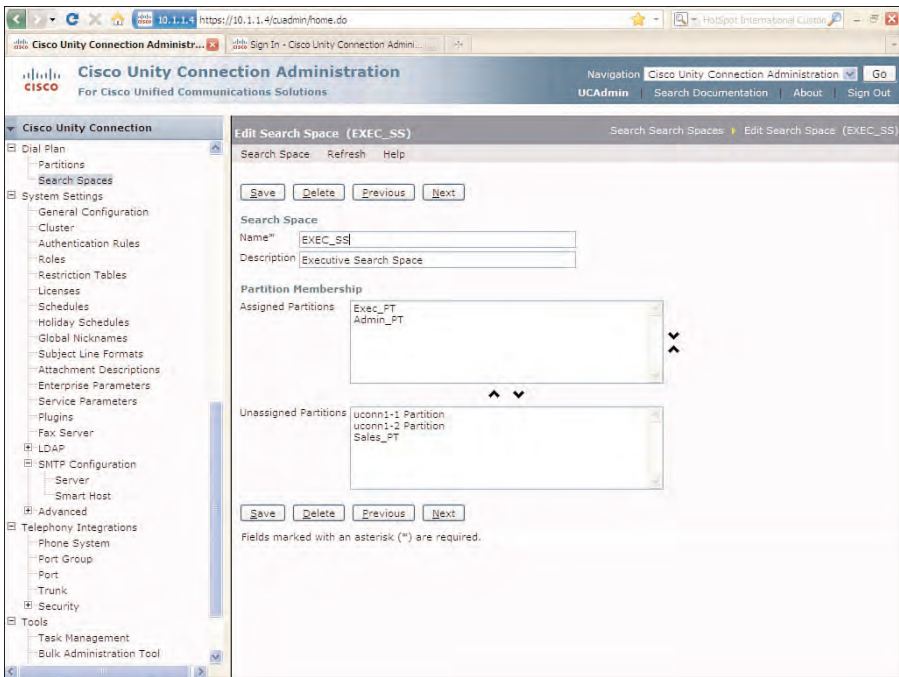 10.1.1.4 https://10.1.1.4/cuadmin/home.do
HotSpot International Custon
Cisco Unity Connection Administr...
Sign In - Cisco Unity Connection Admini...
cisco
Cisco Unity Connection Administration
For Cisco Unified Communications Solutions
Navigation Cisco Unity Connection Administration Go
UCAdmin | Search Documentation | About | Sign Out
Cisco Unity Connection
Dial Plan
Partitions
Search Spaces
System Settings
General Configuration
Cluster
Authentication Rules
Roles
Restriction Tables
Licenses
Schedules
Holiday Schedules
Global Nicknames
Subject Line Formats
Attachment Descriptions
Enterprise Parameters
Service Parameters
Plugins
Fax Server
LDAP
SMTP Configuration
Server
Smart Host
Advanced
Telephony Integrations
Phone System
Port Group
Port
Trunk
Security
Tools
Task Management
Bulk Administration Tool
Edit Search Space (EXEC_SS)
Search Search Spaces Edit Search Space (EXEC_SS)
Search Space Refresh Help
Save Delete Previous Next
Search Space
Name* EXEC_SS
Description Executive Search Space
Partition Membership
Assigned Partitions
Exec_PT
Admin_PT
Unassigned Partitions
uconn1-1 Partition
uconn1-2 Partition
Sales_PT
Save Delete Previous Next
Fields marked with an asterisk (*) are required.